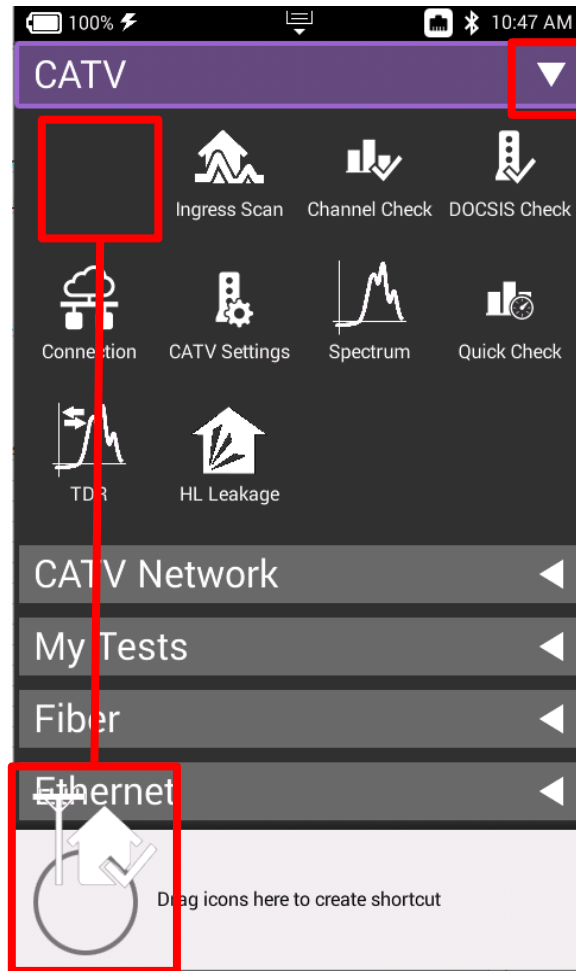 100% 10:47 AM
CATV
Ingress Scan Channel Check DOCSIS Check
Connection CATV Settings Spectrum Quick Check
TDR HL Leakage
CATV Network
My Tests
Fiber
Ethernet
Drag icons here to create shortcut